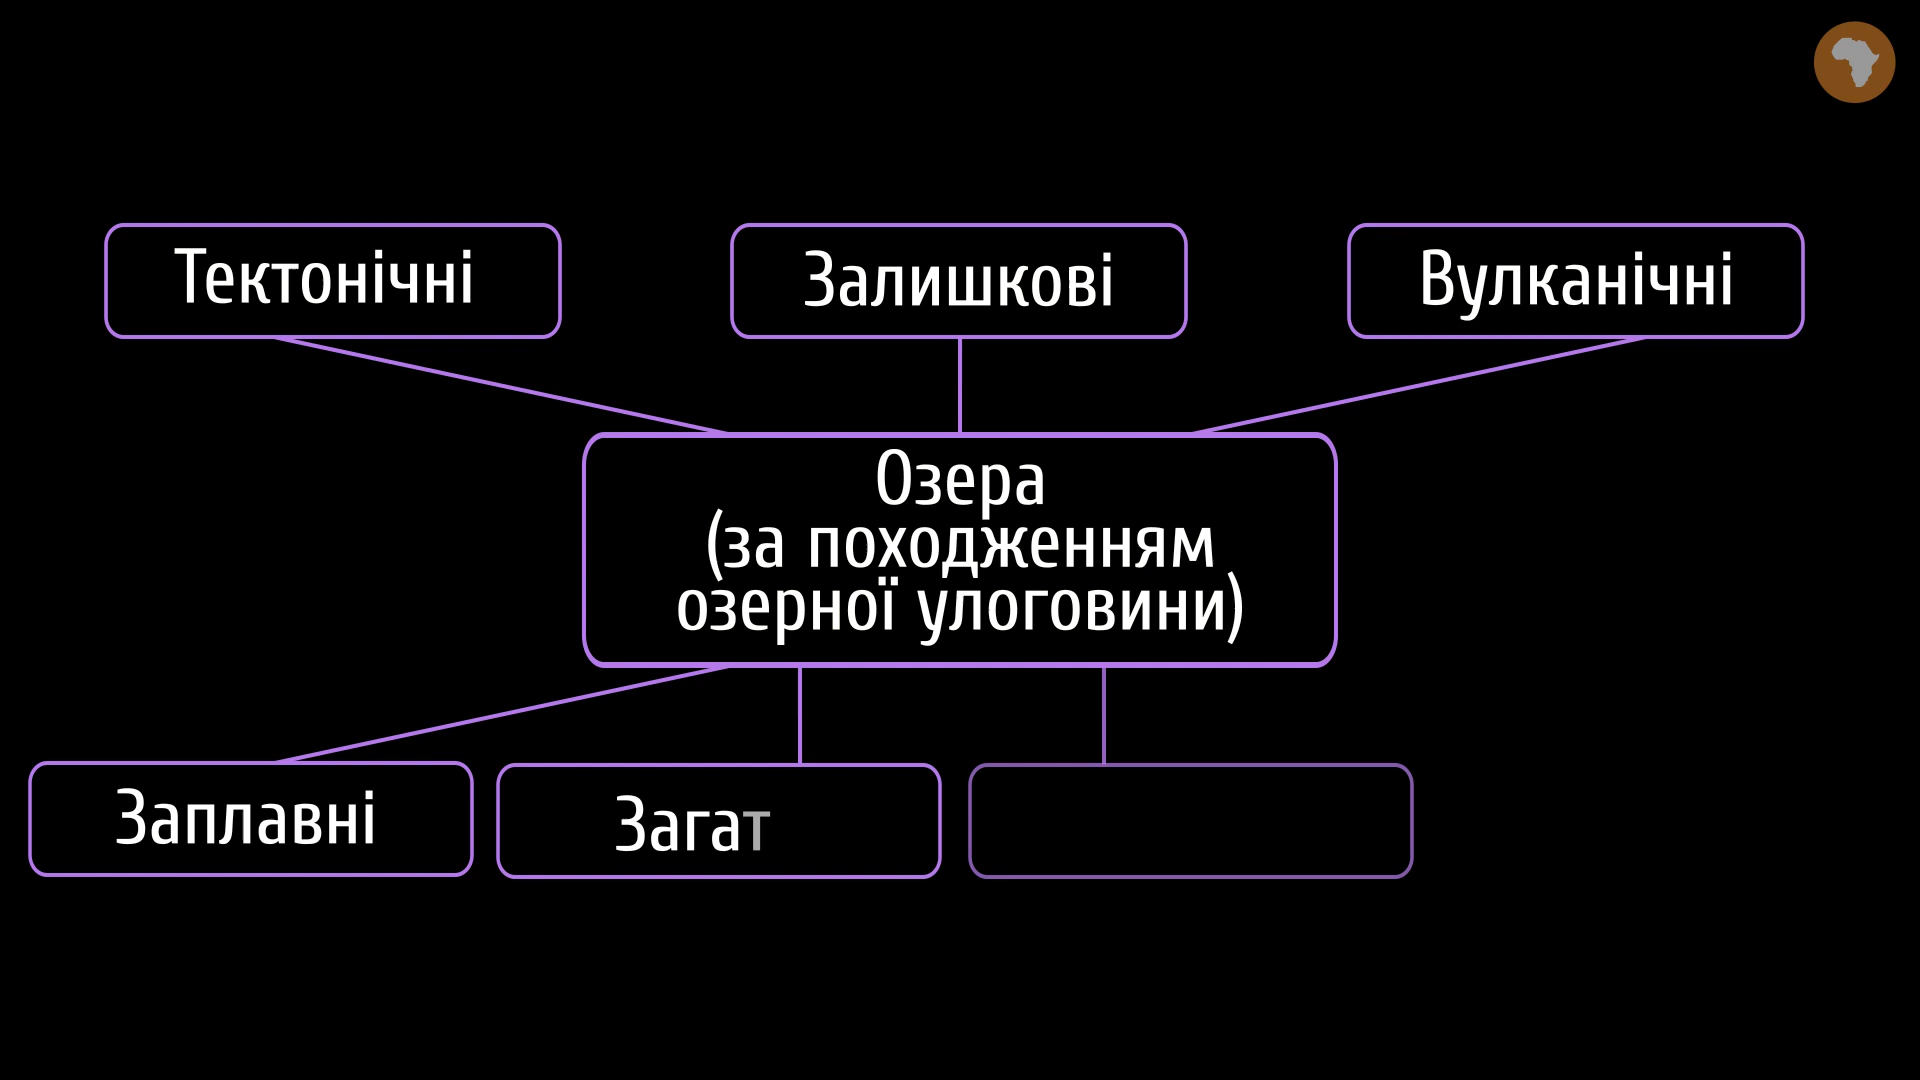 Тектонічні
Залишкові
Вулканічні
Озера
(за походженням
озерної улоговини)
Заплавні
Загат